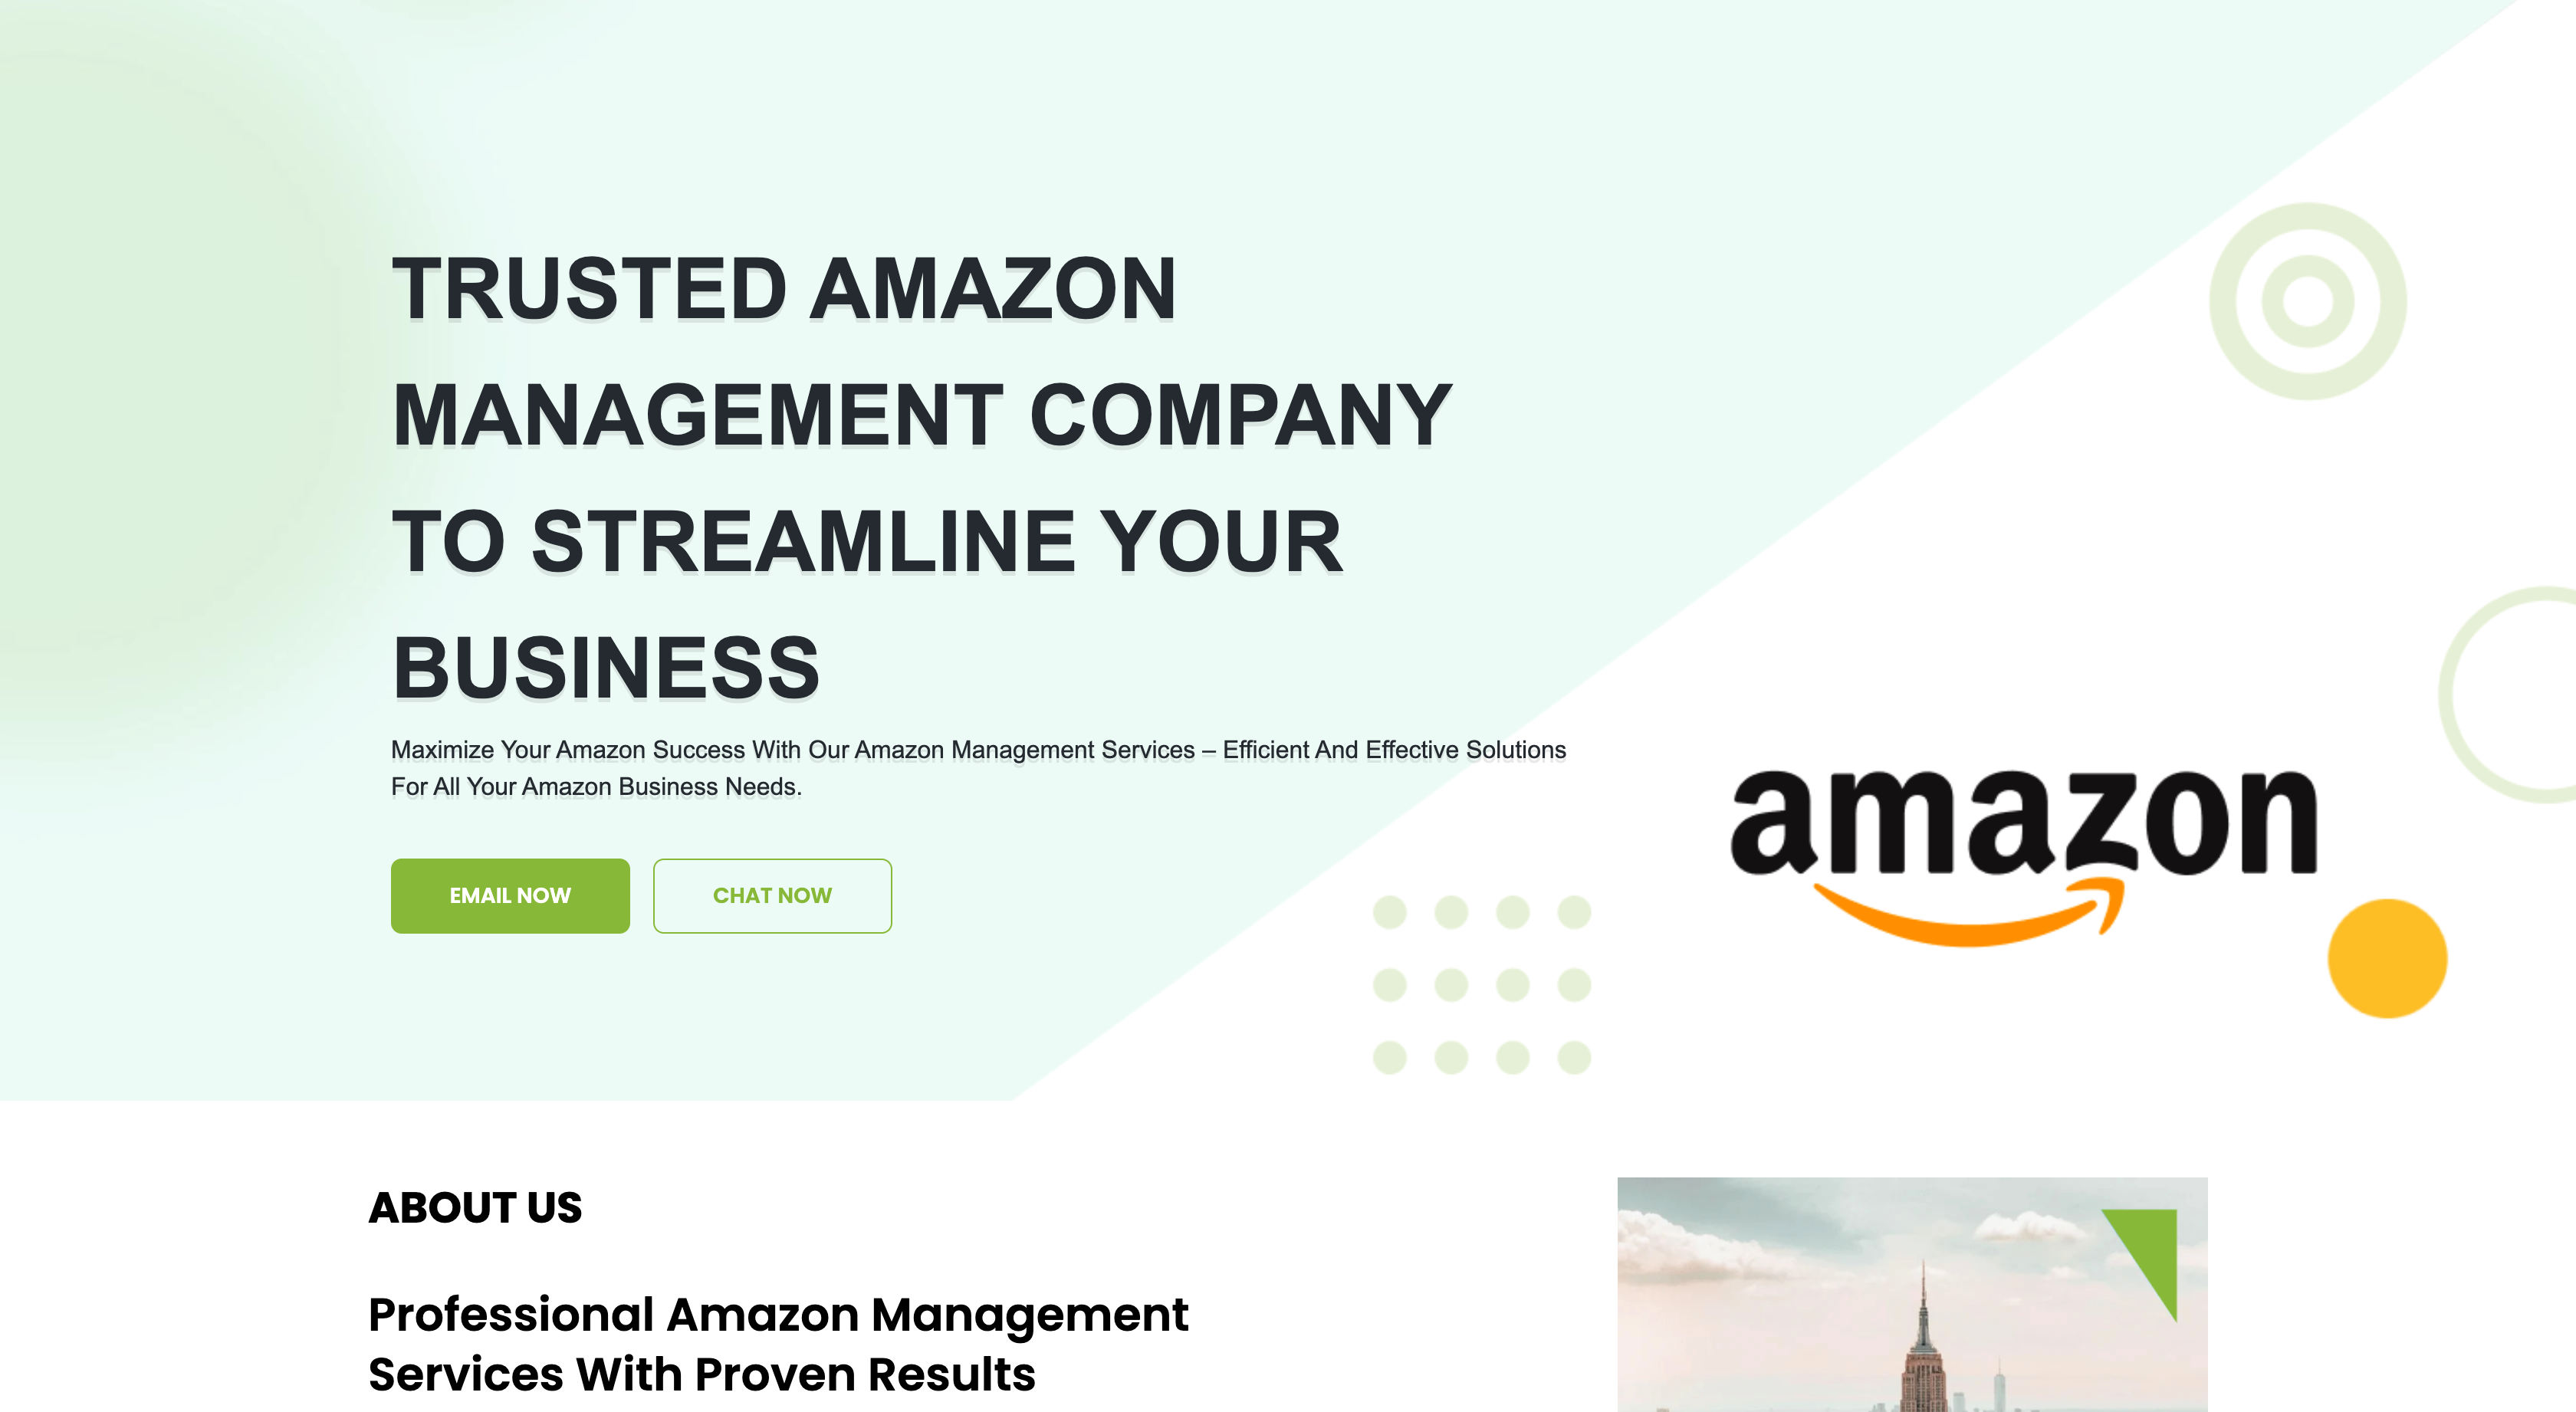 TRUSTED AMAZON
MANAGEMENT COMPANY
TO STREAMLINE YOUR
BUSINESS
Maximize Your Amazon Success With Our Amazon Management Services – Efficient And Effective Solutions
For All Your Amazon Business Needs.
EMAIL NOW
CHAT NOW
amazon
ABOUT US
Professional Amazon Management
Services With Proven Results